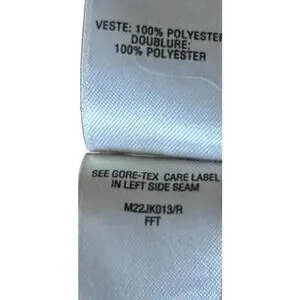 VESTE: 100% POLYESTER
DOUBLURE:
100% POLYESTER
SEE GORE-TEX CARE LABEL
IN LEFT SIDE SEAM
M22JK013/R
FFT